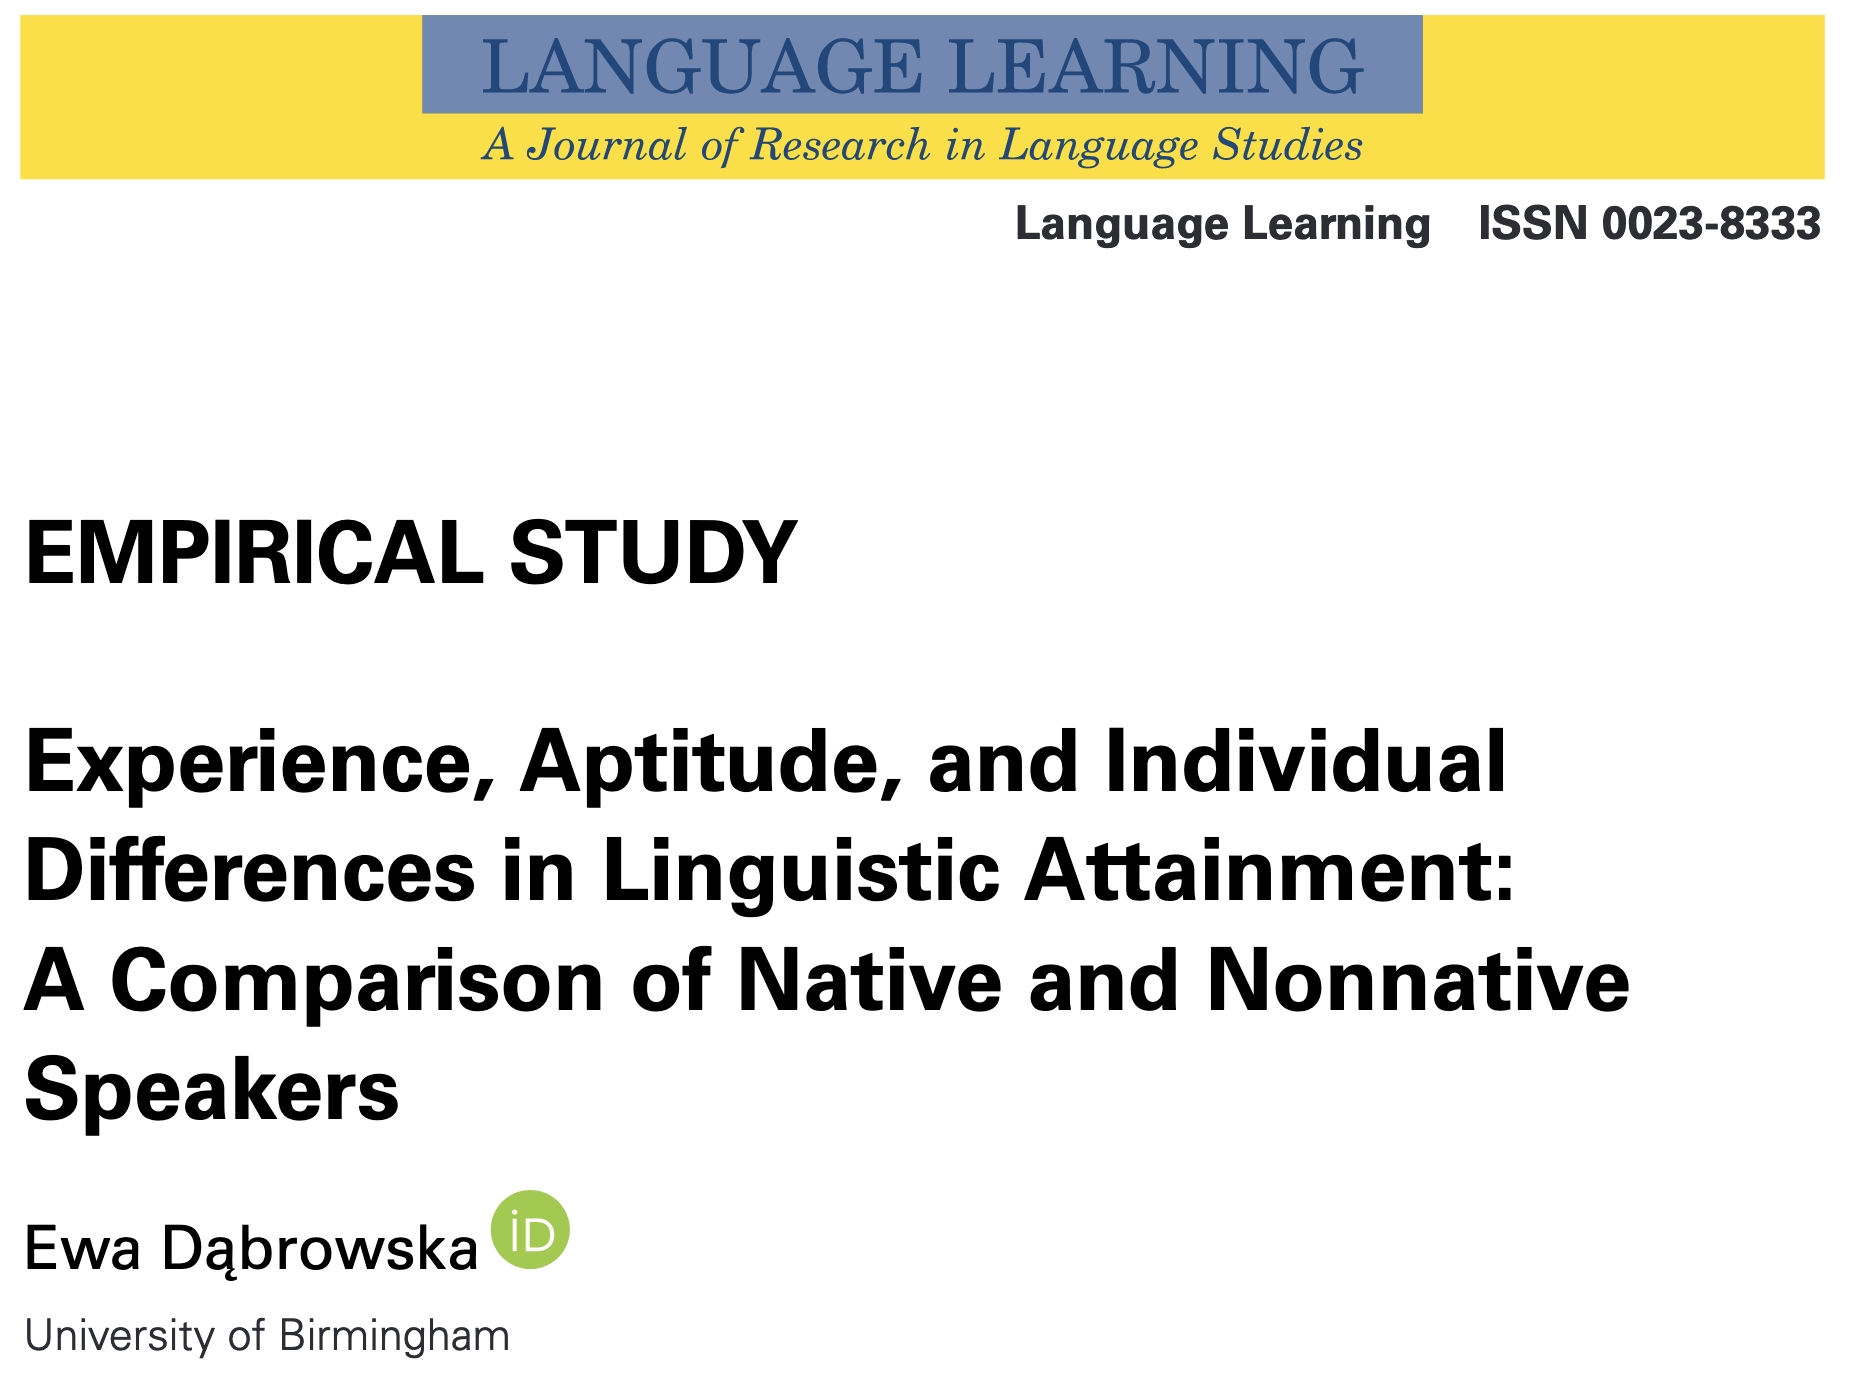 LANGUAGE LEARNING
A Journal of Research in Language Studies
Language Learning ISSN 0023-8333
EMPIRICAL STUDY
Experience, Aptitude, and Individual
Differences in Linguistic Attainment:
A Comparison of Native and Nonnative
Speakers
Ewa Dąbrowska iD
University of Birmingham